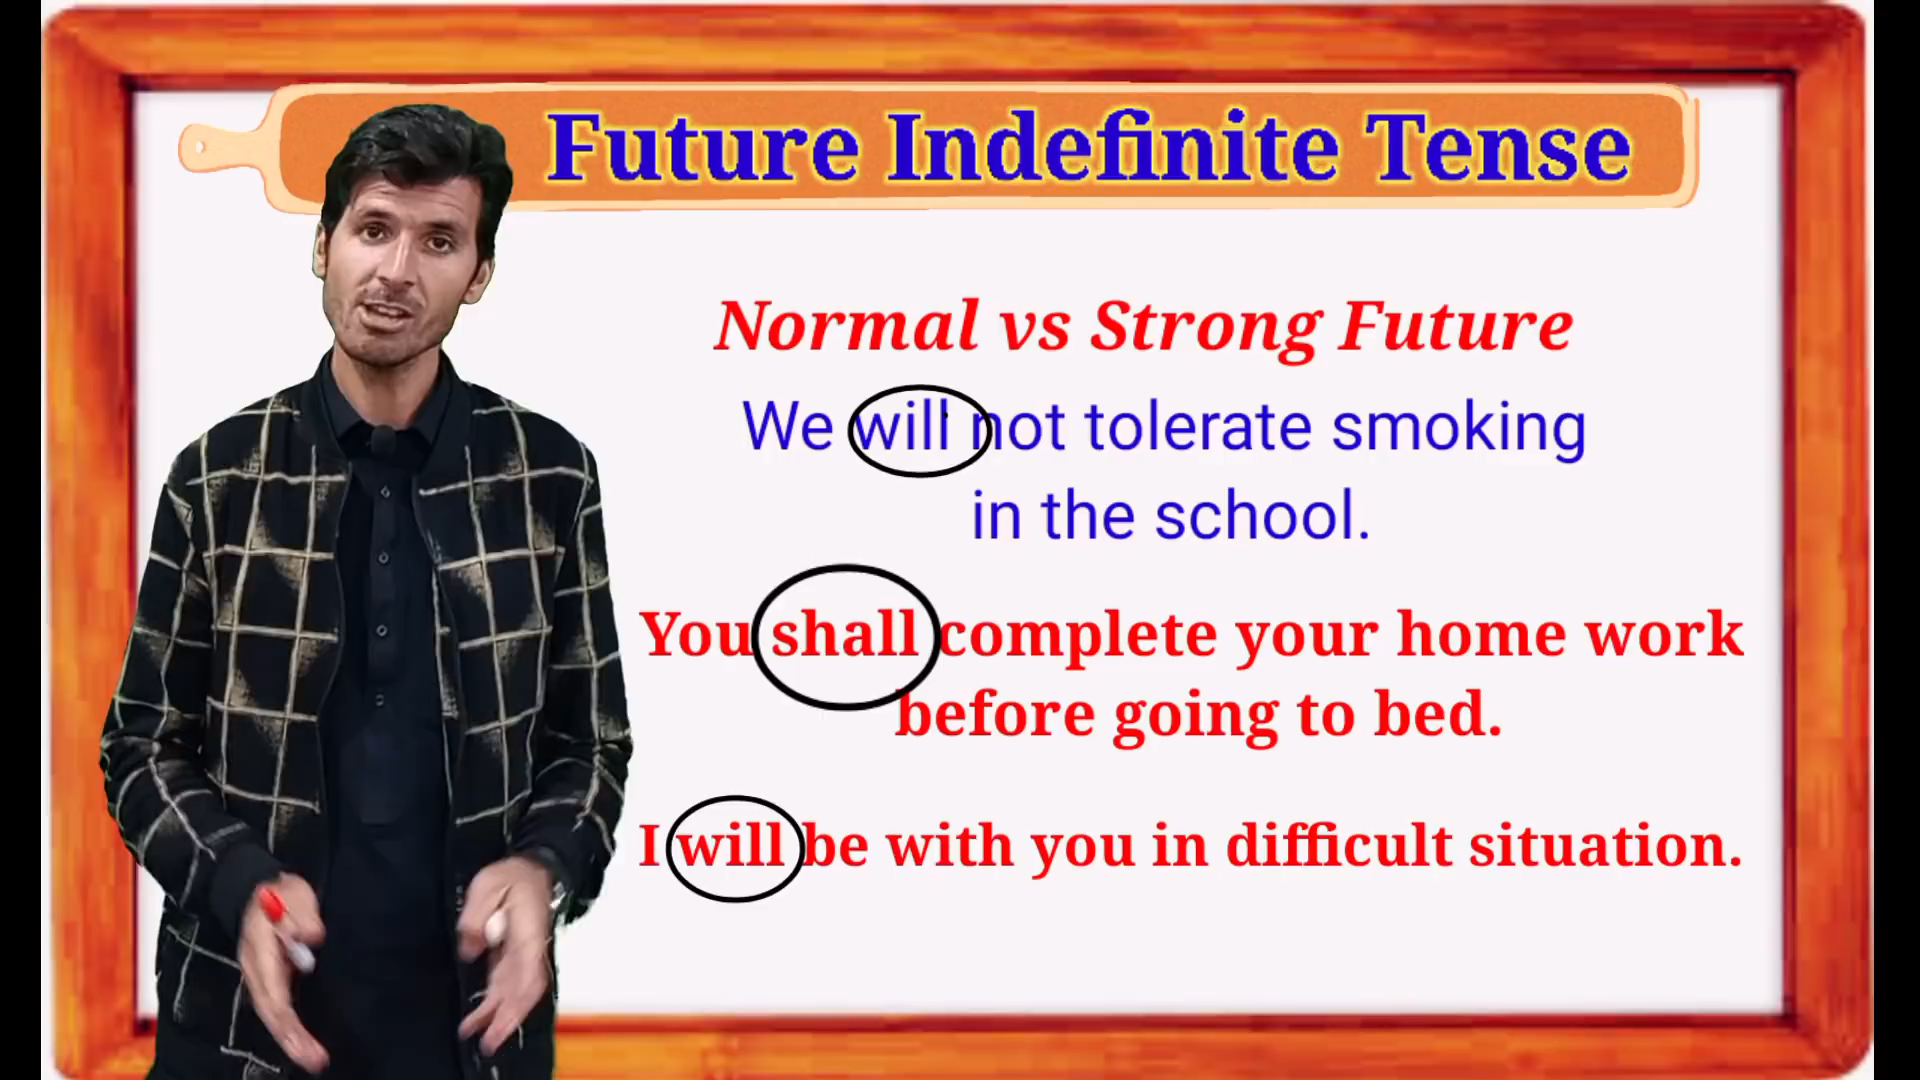 Future Indefinite Tense
Normal vs Strong Future
We will not tolerate smoking
in the school.
You shall complete your home work
before going to bed.
I will be with you in difficult situation.